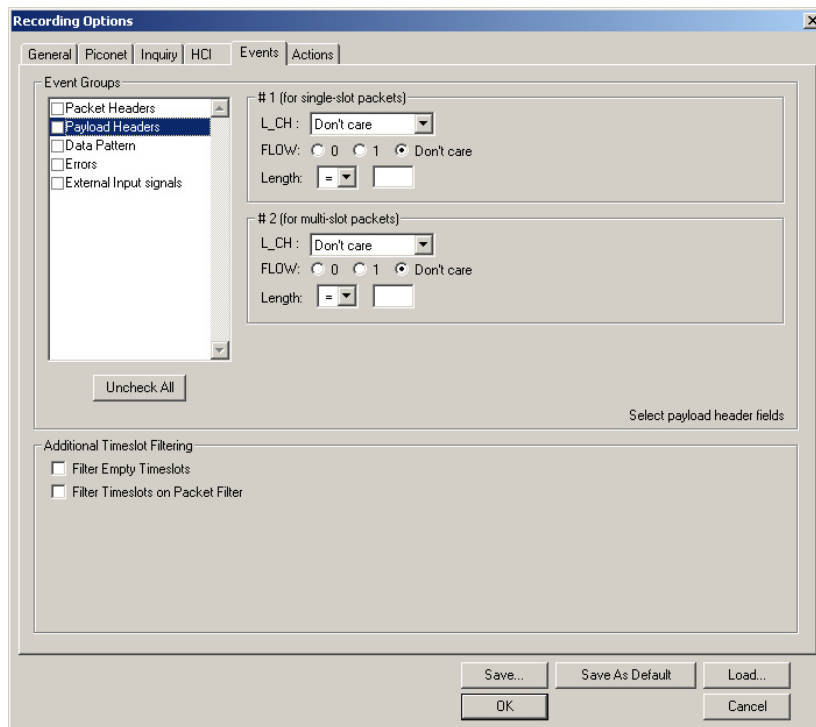 Recording Options
General Piconet Inquiry HCI Events Actions
Event Groups
Packet Headers
Payload Headers
Data Pattern
Errors
External Input signals
Uncheck All
# 1 (for single-slot packets)
L_CH : Don't care
FLOW: 0 1 Don't care
Length: =
# 2 (for multi-slot packets)
L_CH : Don't care
FLOW: 0 1 Don't care
Length: =
Select payload header fields
Additional Timeslot Filtering
Filter Empty Timeslots
Filter Timeslots on Packet Filter
Save... Save As Default Load...
OK Cancel